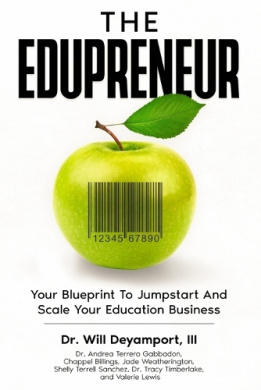 THE
EDUPRENEUR
12345 67890
Your Blueprint To Jumpstart And
Scale Your Education Business
Dr. Will Deyamport, III
Dr. Andrea Terrero Gabbadon,
Chappel Billings, Jade Weatherington,
Shelly Terrell Sanchez, Dr. Tracy Timberlake,
and Valerie Lewis